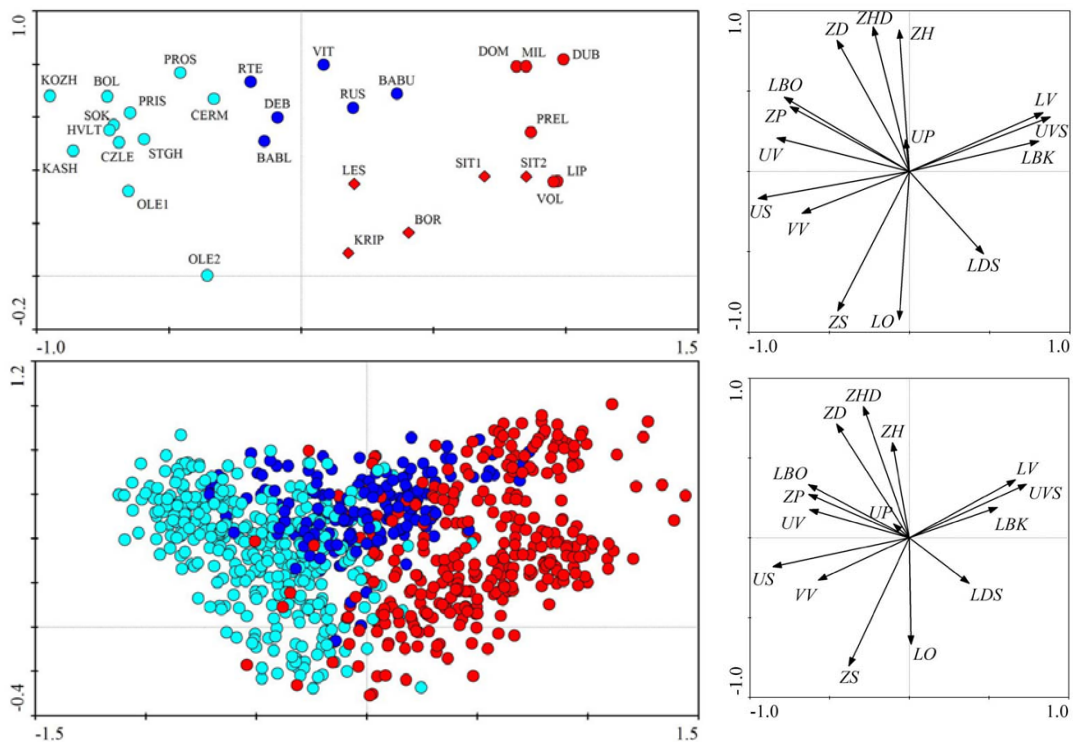 1.0
PROS
VIT
DOM MIL DUB
KOZH BOL RTE
RUS BABU
PRIS
SOK CERM DEB
HVLT PREL
CZLE STGH BABL
KASH
LES SIT1 SIT2 LIP
OLE1 VOL
BOR
KRIP
OLE2
-0.2
-1.0 1.5
1.0
ZHD
ZD ZH
LBO
ZP LV
UP UVS
UV LBK
US
VV LDS
ZS LO
-1.0
-1.0 1.0
1.2
-0.4
-1.5 1.5
1.0
ZHD
ZD
ZH
LBO LV
ZP UVS
UV UP LBK
US
VV LDS
LO
ZS
-1.0
-1.0 1.0